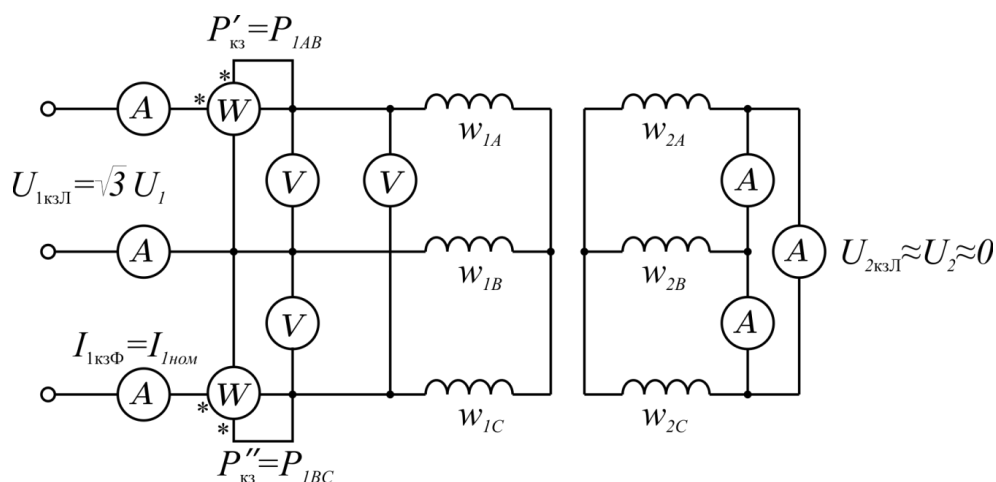 P′кз=P1AB
*
*
A
W
w1A
w2A
V
V
A
U1кзЛ=√3 U1
A
w1B
w2B
A
U2кзЛ≈U2≈0
V
A
I1кзФ=I1ном
A
W
*
*
w1C
w2C
P″кз=P1BC